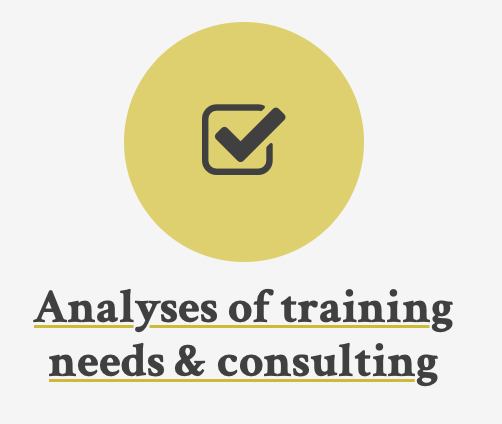 Analyses of training
needs & consulting